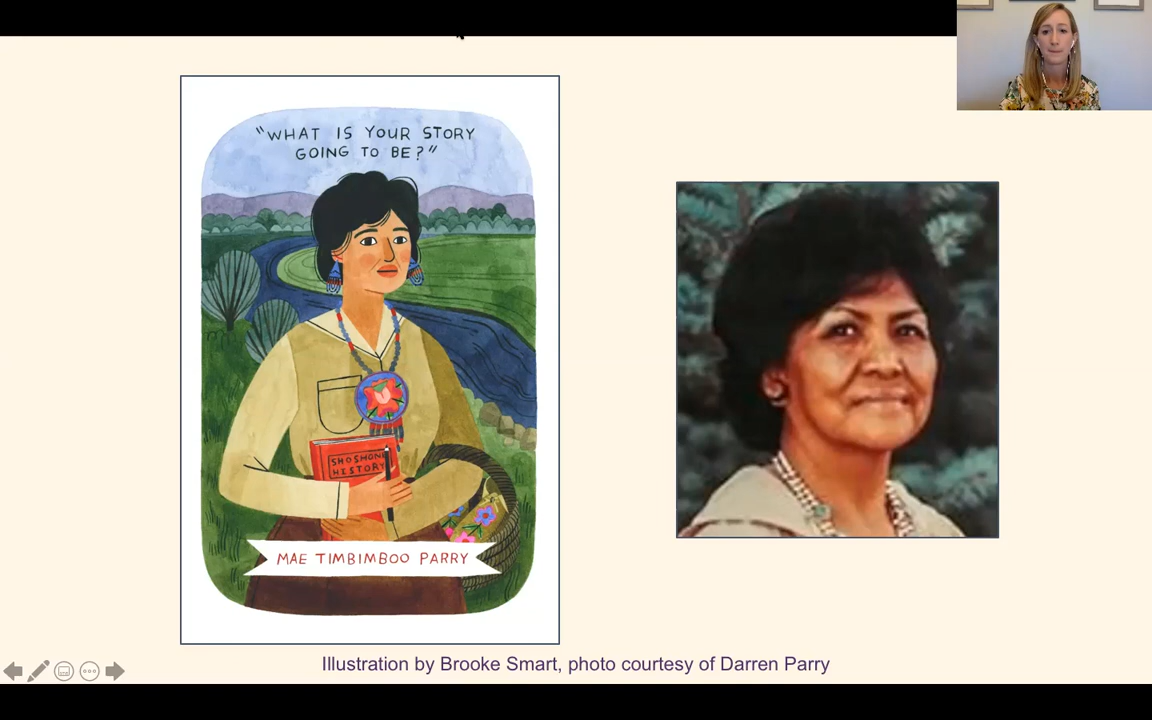 "WHAT IS YOUR STORY
GOING TO BE?"
SHOSHONE
HISTORY
MAE TIMBIMBOO PARRY
Illustration by Brooke Smart, photo courtesy of Darren Parry